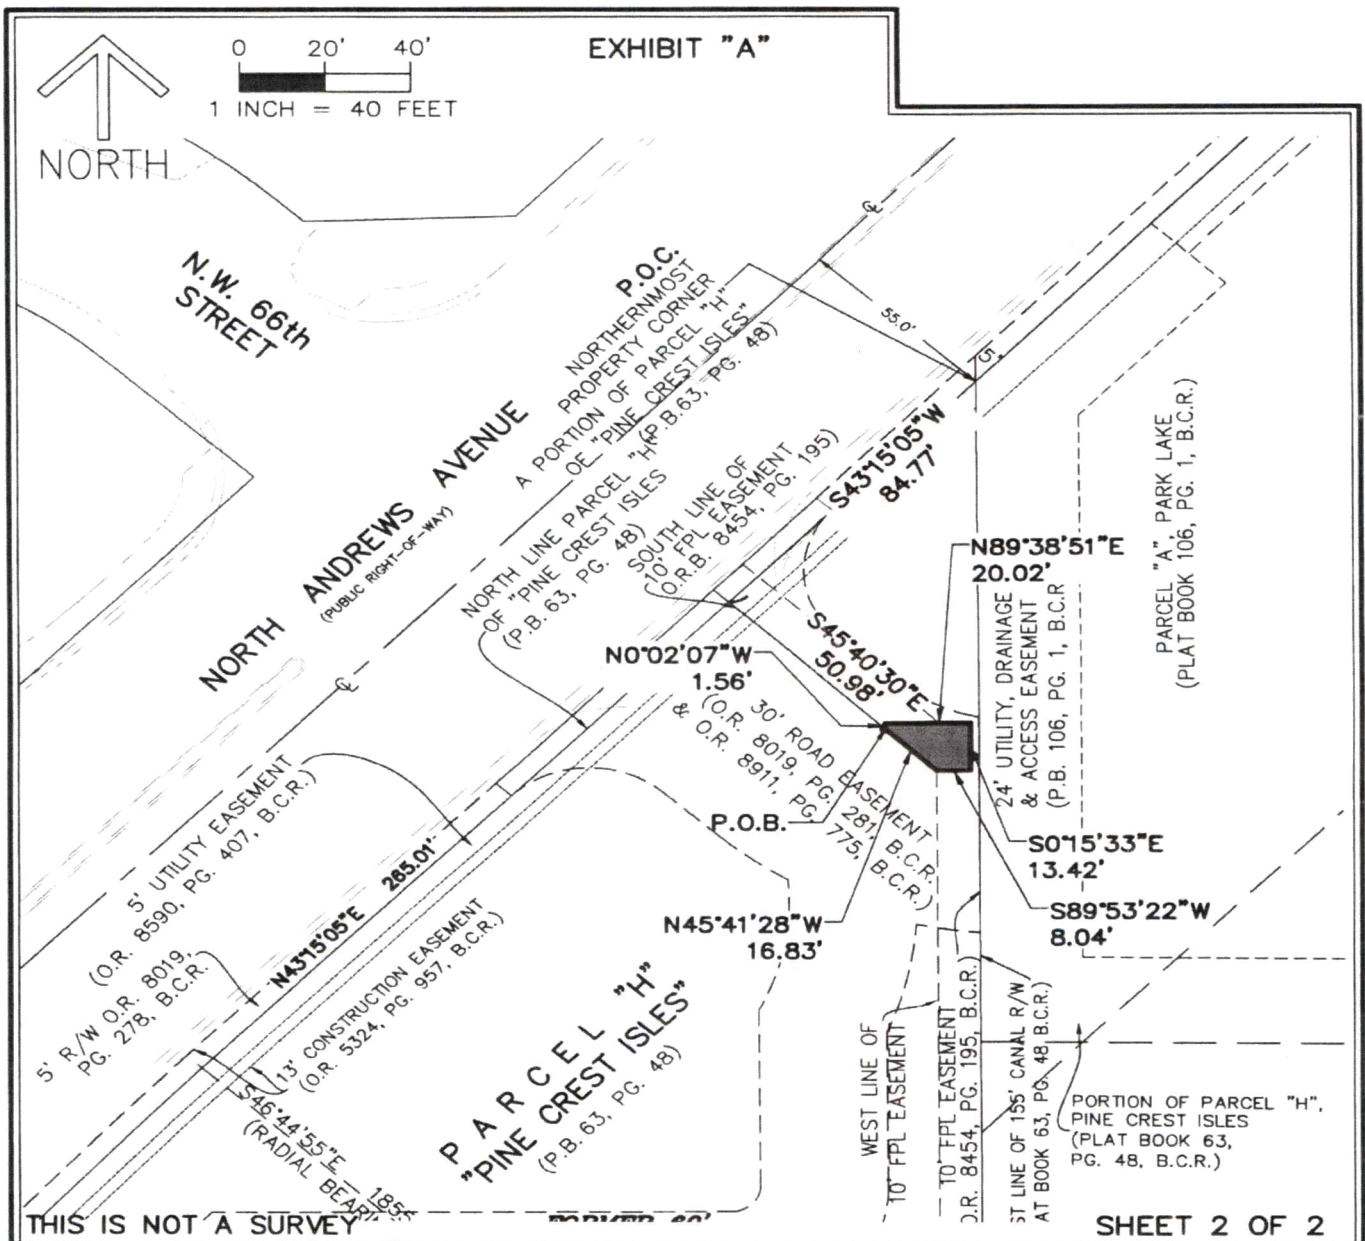 EXHIBIT "A"
0 20' 40'
1 INCH = 40 FEET
NORTH
N.W. 66th
STREET
P.O.C.
NORTHERNMOST
PROPERTY CORNER
A PORTION OF PARCEL "H"
OF "PINE CREST ISLES"
(P.B.63, PG. 48)
55.0'
5'
NORTH ANDREWS AVENUE
(PUBLIC RIGHT-OF-WAY)
NORTH LINE PARCEL "H"
OF "PINE CREST ISLES
(P.B. 63, PG. 48)
SOUTH LINE OF
10' FPL EASEMENT
O.R.B. 8454, PG. 195)
S43°15'05"W
84.77'
PARCEL "A", PARK LAKE
(PLAT BOOK 106, PG. 1, B.C.R.)
N89°38'51"E
20.02'
24' UTILITY, DRAINAGE
& ACCESS EASEMENT
(P.B. 106, PG. 1, B.C.R
S45°40'30"E
50.98'
N0°02'07"W
1.56'
30' ROAD EASEMENT
(O.R. 8019, PG. 281, B.C.R.
& O.R. 8911, PG. 775, B.C.R.)
P.O.B.
S0°15'33"E
13.42'
S89°53'22"W
8.04'
N45°41'28"W
16.83'
5' UTILITY EASEMENT
(O.R. 8590, PG. 407, B.C.R.)
N43°15'05"E 265.01'
5' R/W O.R. 8019,
PG. 278, B.C.R.
13' CONSTRUCTION EASEMENT
(O.R. 5324, PG. 957, B.C.R.)
S46°44'55"E
(RADIAL
PARCEL "H"
"PINE CREST ISLES"
(P.B. 63, PG. 48)
WEST LINE OF
10' FPL EASEMENT
10' FPL EASEMENT
O.R. 8454, PG. 195, B.C.R.)
LINE OF 155' CANAL R/W
BOOK 63, PG. 48, B.C.R.)
PORTION OF PARCEL "H",
PINE CREST ISLES
(PLAT BOOK 63,
PG. 48, B.C.R.)
THIS IS NOT A SURVEY
SHEET 2 OF 2